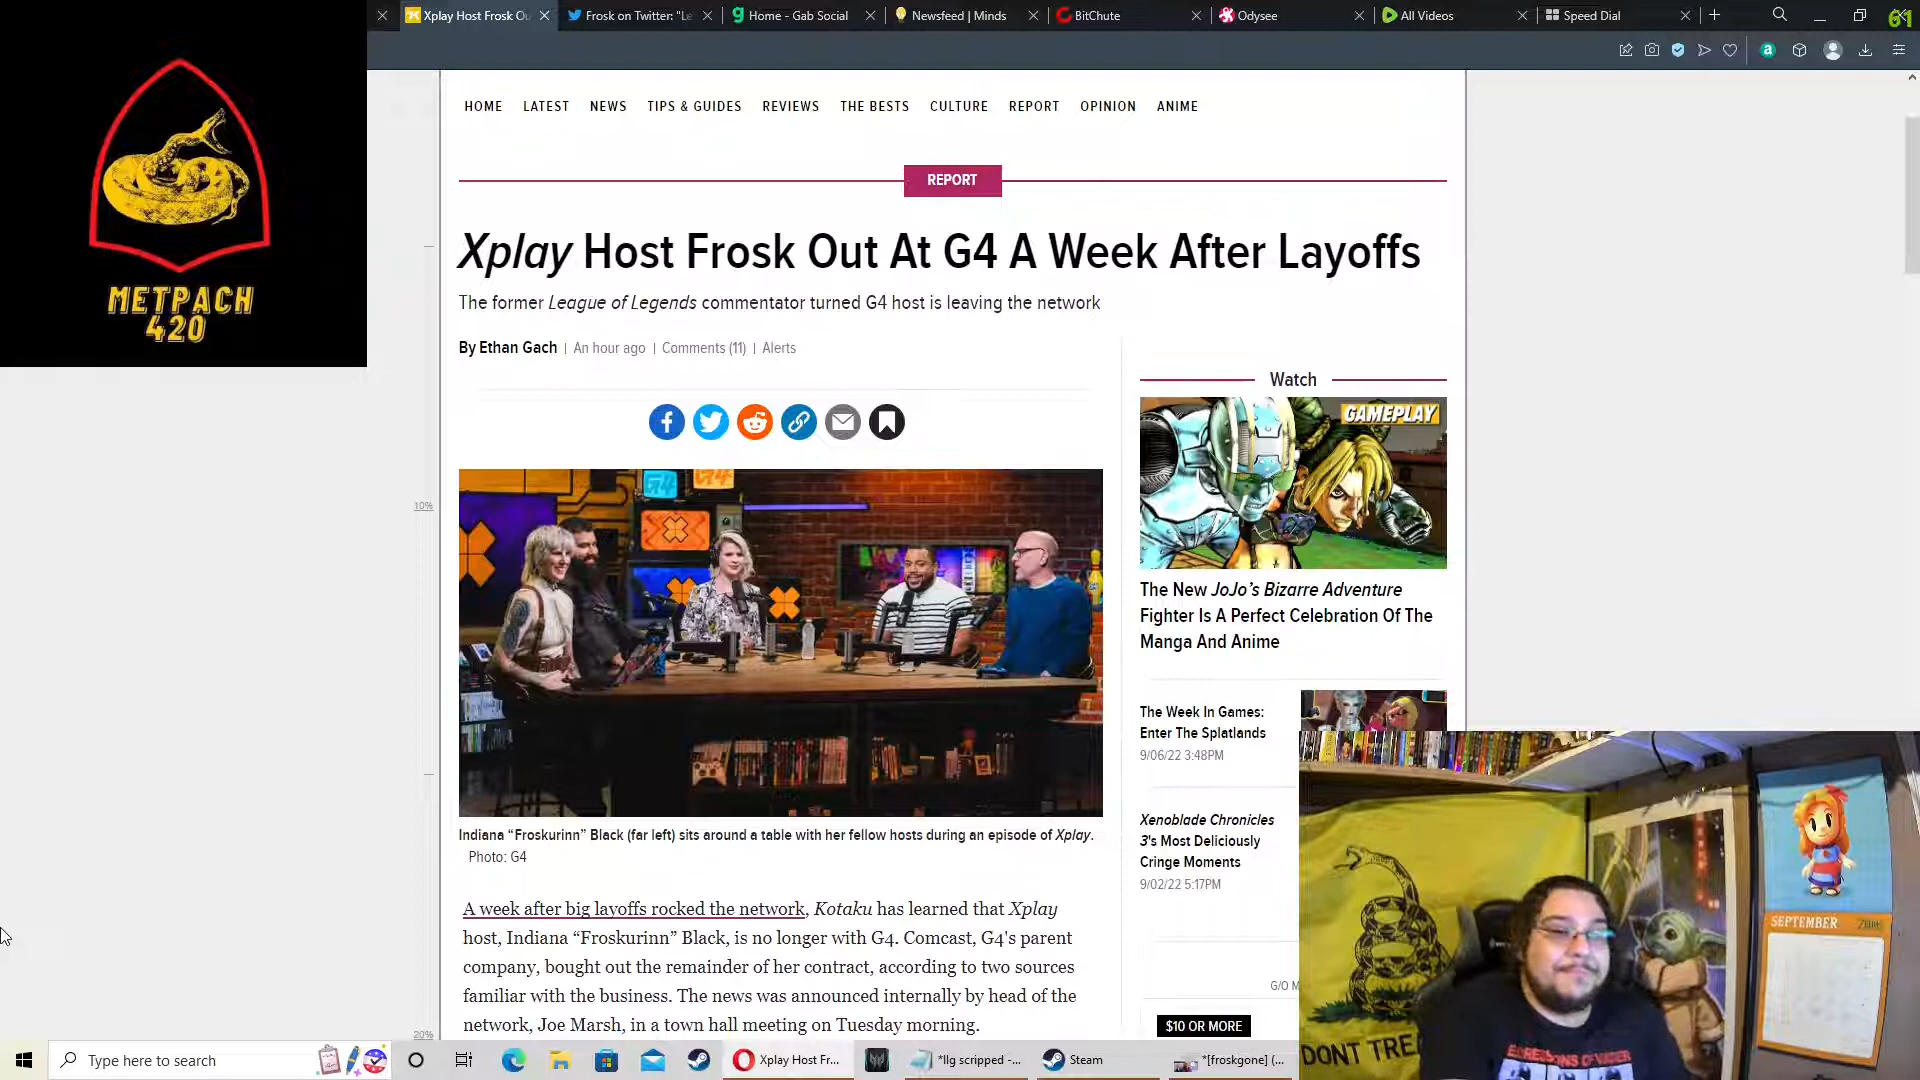 Xplay Host Frosk Ou
Frosk on Twitter: "Le
Home - Gab Social
Newsfeed | Minds
BitChute
Odysee
All Videos
Speed Dial
61
METPACH
420
HOME LATEST NEWS TIPS & GUIDES REVIEWS THE BESTS CULTURE REPORT OPINION ANIME
REPORT
Xplay Host Frosk Out At G4 A Week After Layoffs
The former League of Legends commentator turned G4 host is leaving the network
By Ethan Gach | An hour ago | Comments (11) | Alerts
Watch
GAMEPLAY
G4
G4
10%
The New JoJo's Bizarre Adventure
Fighter Is A Perfect Celebration Of The
Manga And Anime
The Week In Games:
Enter The Splatlands
9/06/22 3:48PM
Xenoblade Chronicles
3's Most Deliciously
Cringe Moments
9/02/22 5:17PM
G/O M
$10 OR MORE
Indiana “Froskurinn” Black (far left) sits around a table with her fellow hosts during an episode of Xplay.
Photo: G4
A week after big layoffs rocked the network, Kotaku has learned that Xplay
host, Indiana “Froskurinn” Black, is no longer with G4. Comcast, G4's parent
company, bought out the remainder of her contract, according to two sources
familiar with the business. The news was announced internally by head of the
network, Joe Marsh, in a town hall meeting on Tuesday morning.
20%
SEPTEMBER
DONT TRE
Type here to search
Xplay Host Fr...
*llg scripped -...
Steam
*[froskgone] (...